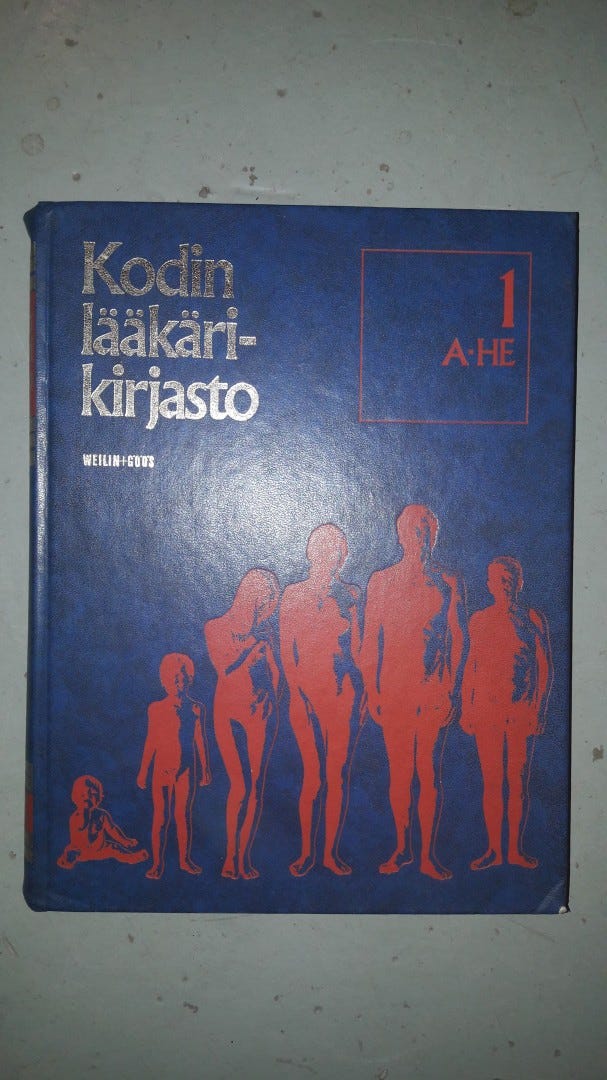 Kodin
lääkäri-
kirjasto
WEILIN+GÖÖS
1
A-HE